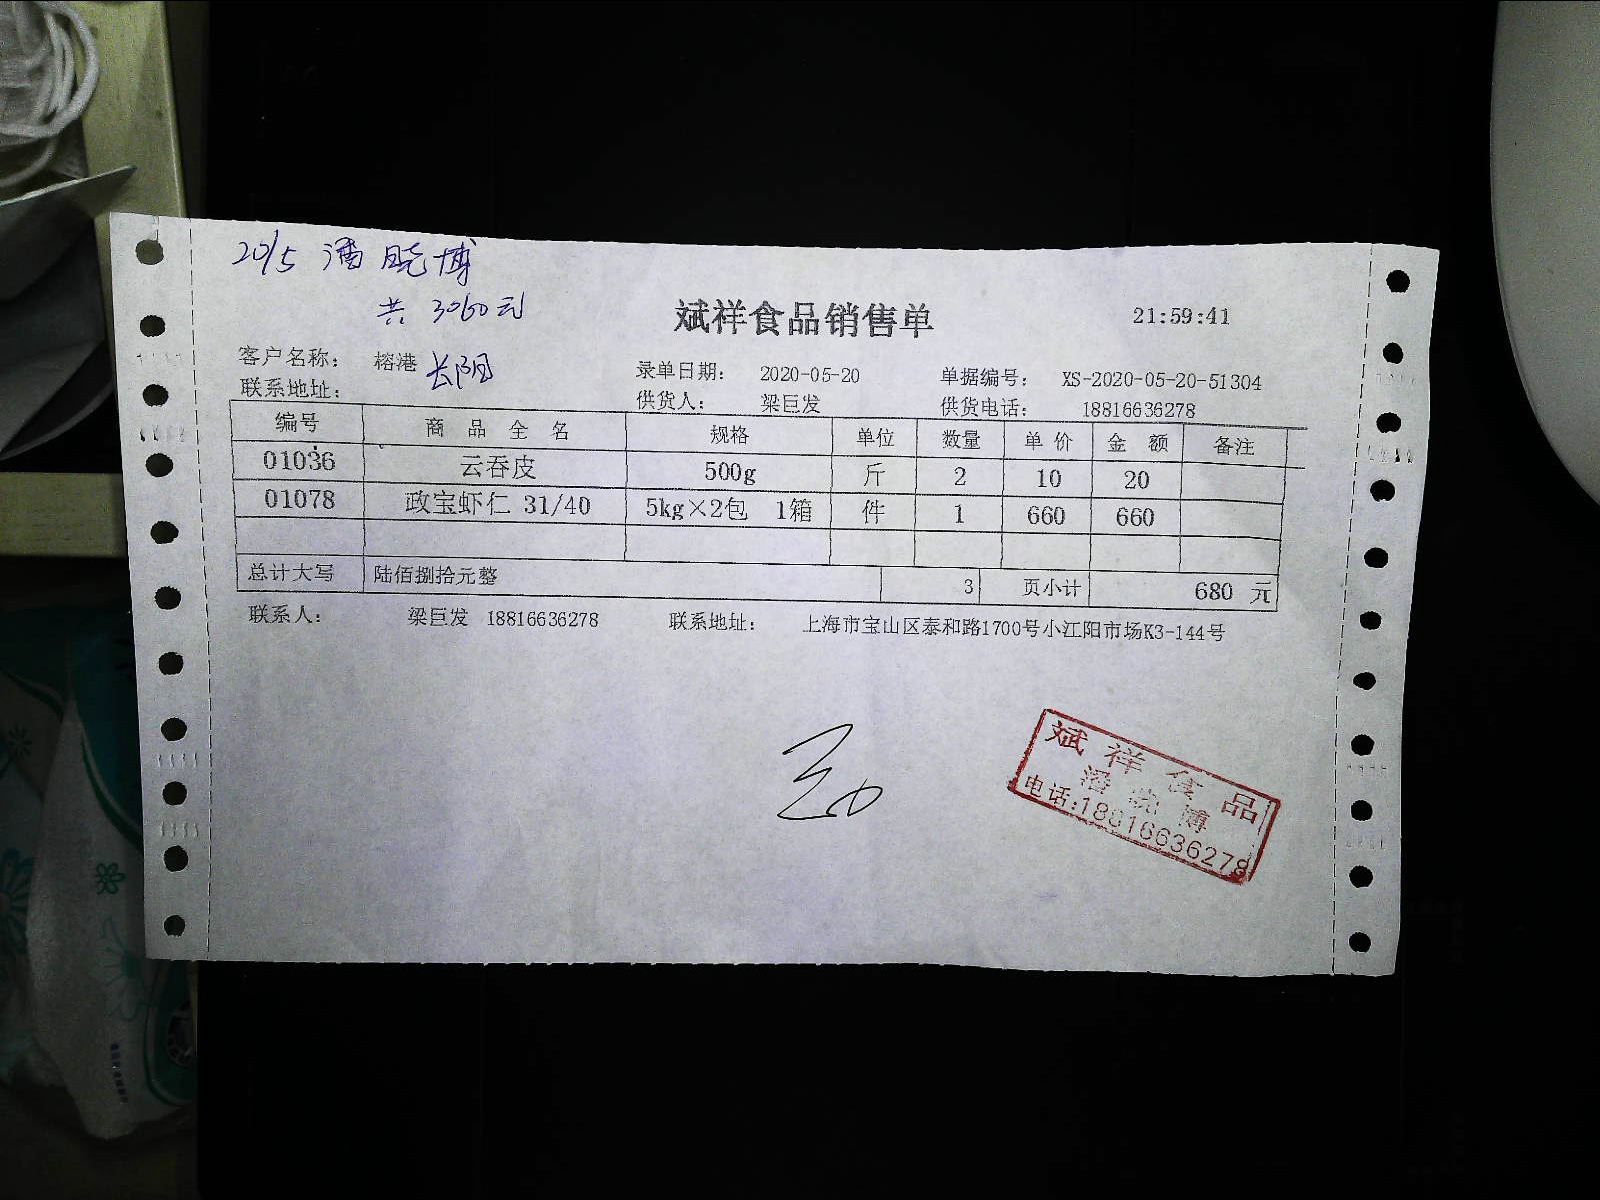 20/5 潘晓博
共 3060元
斌祥食品销售单 21:59:41
客户名称： 榕港 长阳 录单日期： 2020-05-20 单据编号： XS-2020-05-20-51304
联系地址： 供货人： 梁巨发 供货电话： 18816636278
编号 商 品 全 名 规格 单位 数量 单 价 金 额 备注
01036 云吞皮 500g 斤 2 10 20
01078 政宝虾仁 31/40 5kg×2包 1箱 件 1 660 660
总计大写 陆佰捌拾元整 3 页小计 680 元
联系人： 梁巨发 18816636278 联系地址： 上海市宝山区泰和路1700号小江阳市场K3-144号
斌祥食品
潘晓博
电话:18816636278